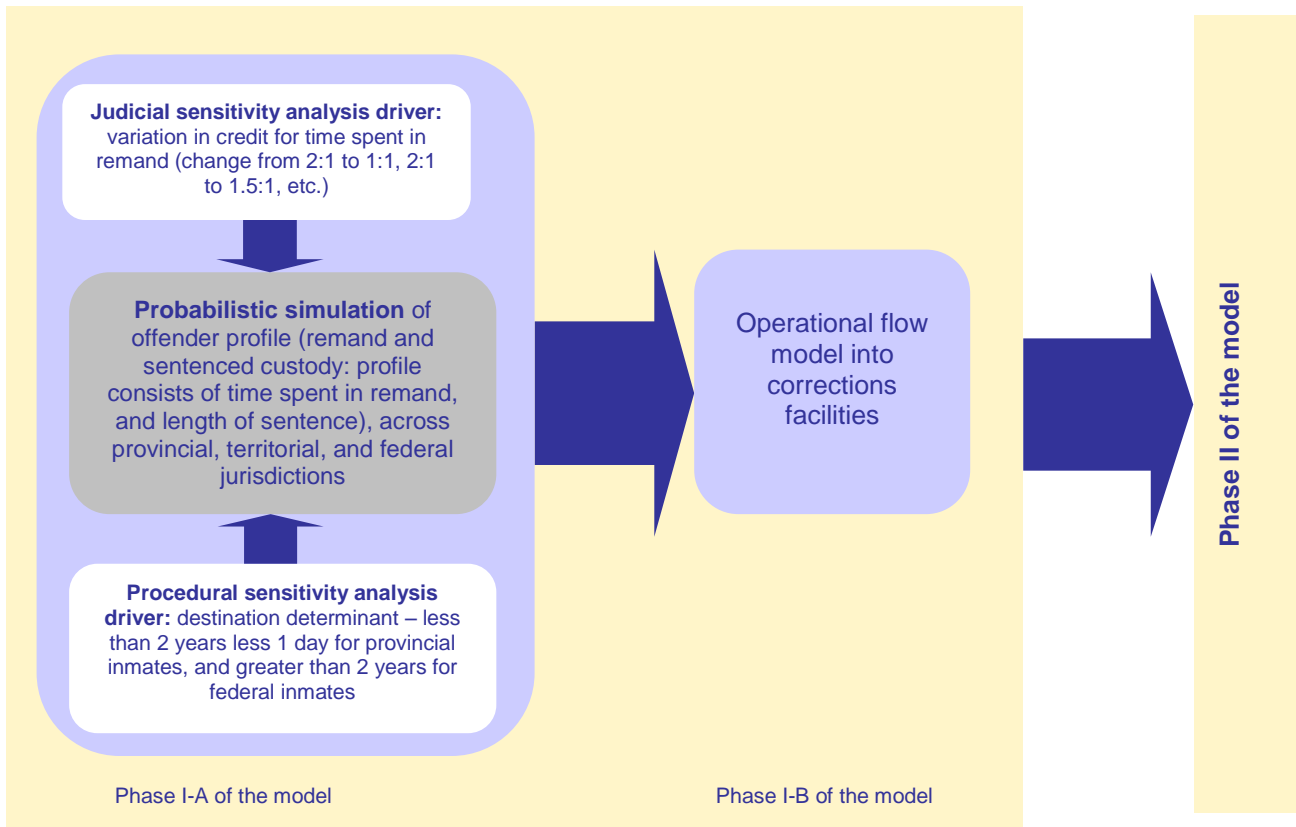 Judicial sensitivity analysis driver:
variation in credit for time spent in
remand (change from 2:1 to 1:1, 2:1
to 1.5:1, etc.)
Probabilistic simulation of
offender profile (remand and
sentenced custody: profile
consists of time spent in remand,
and length of sentence), across
provincial, territorial, and federal
jurisdictions
Procedural sensitivity analysis
driver: destination determinant – less
than 2 years less 1 day for provincial
inmates, and greater than 2 years for
federal inmates
Phase I-A of the model
Operational flow
model into
corrections
facilities
Phase I-B of the model
Phase II of the model